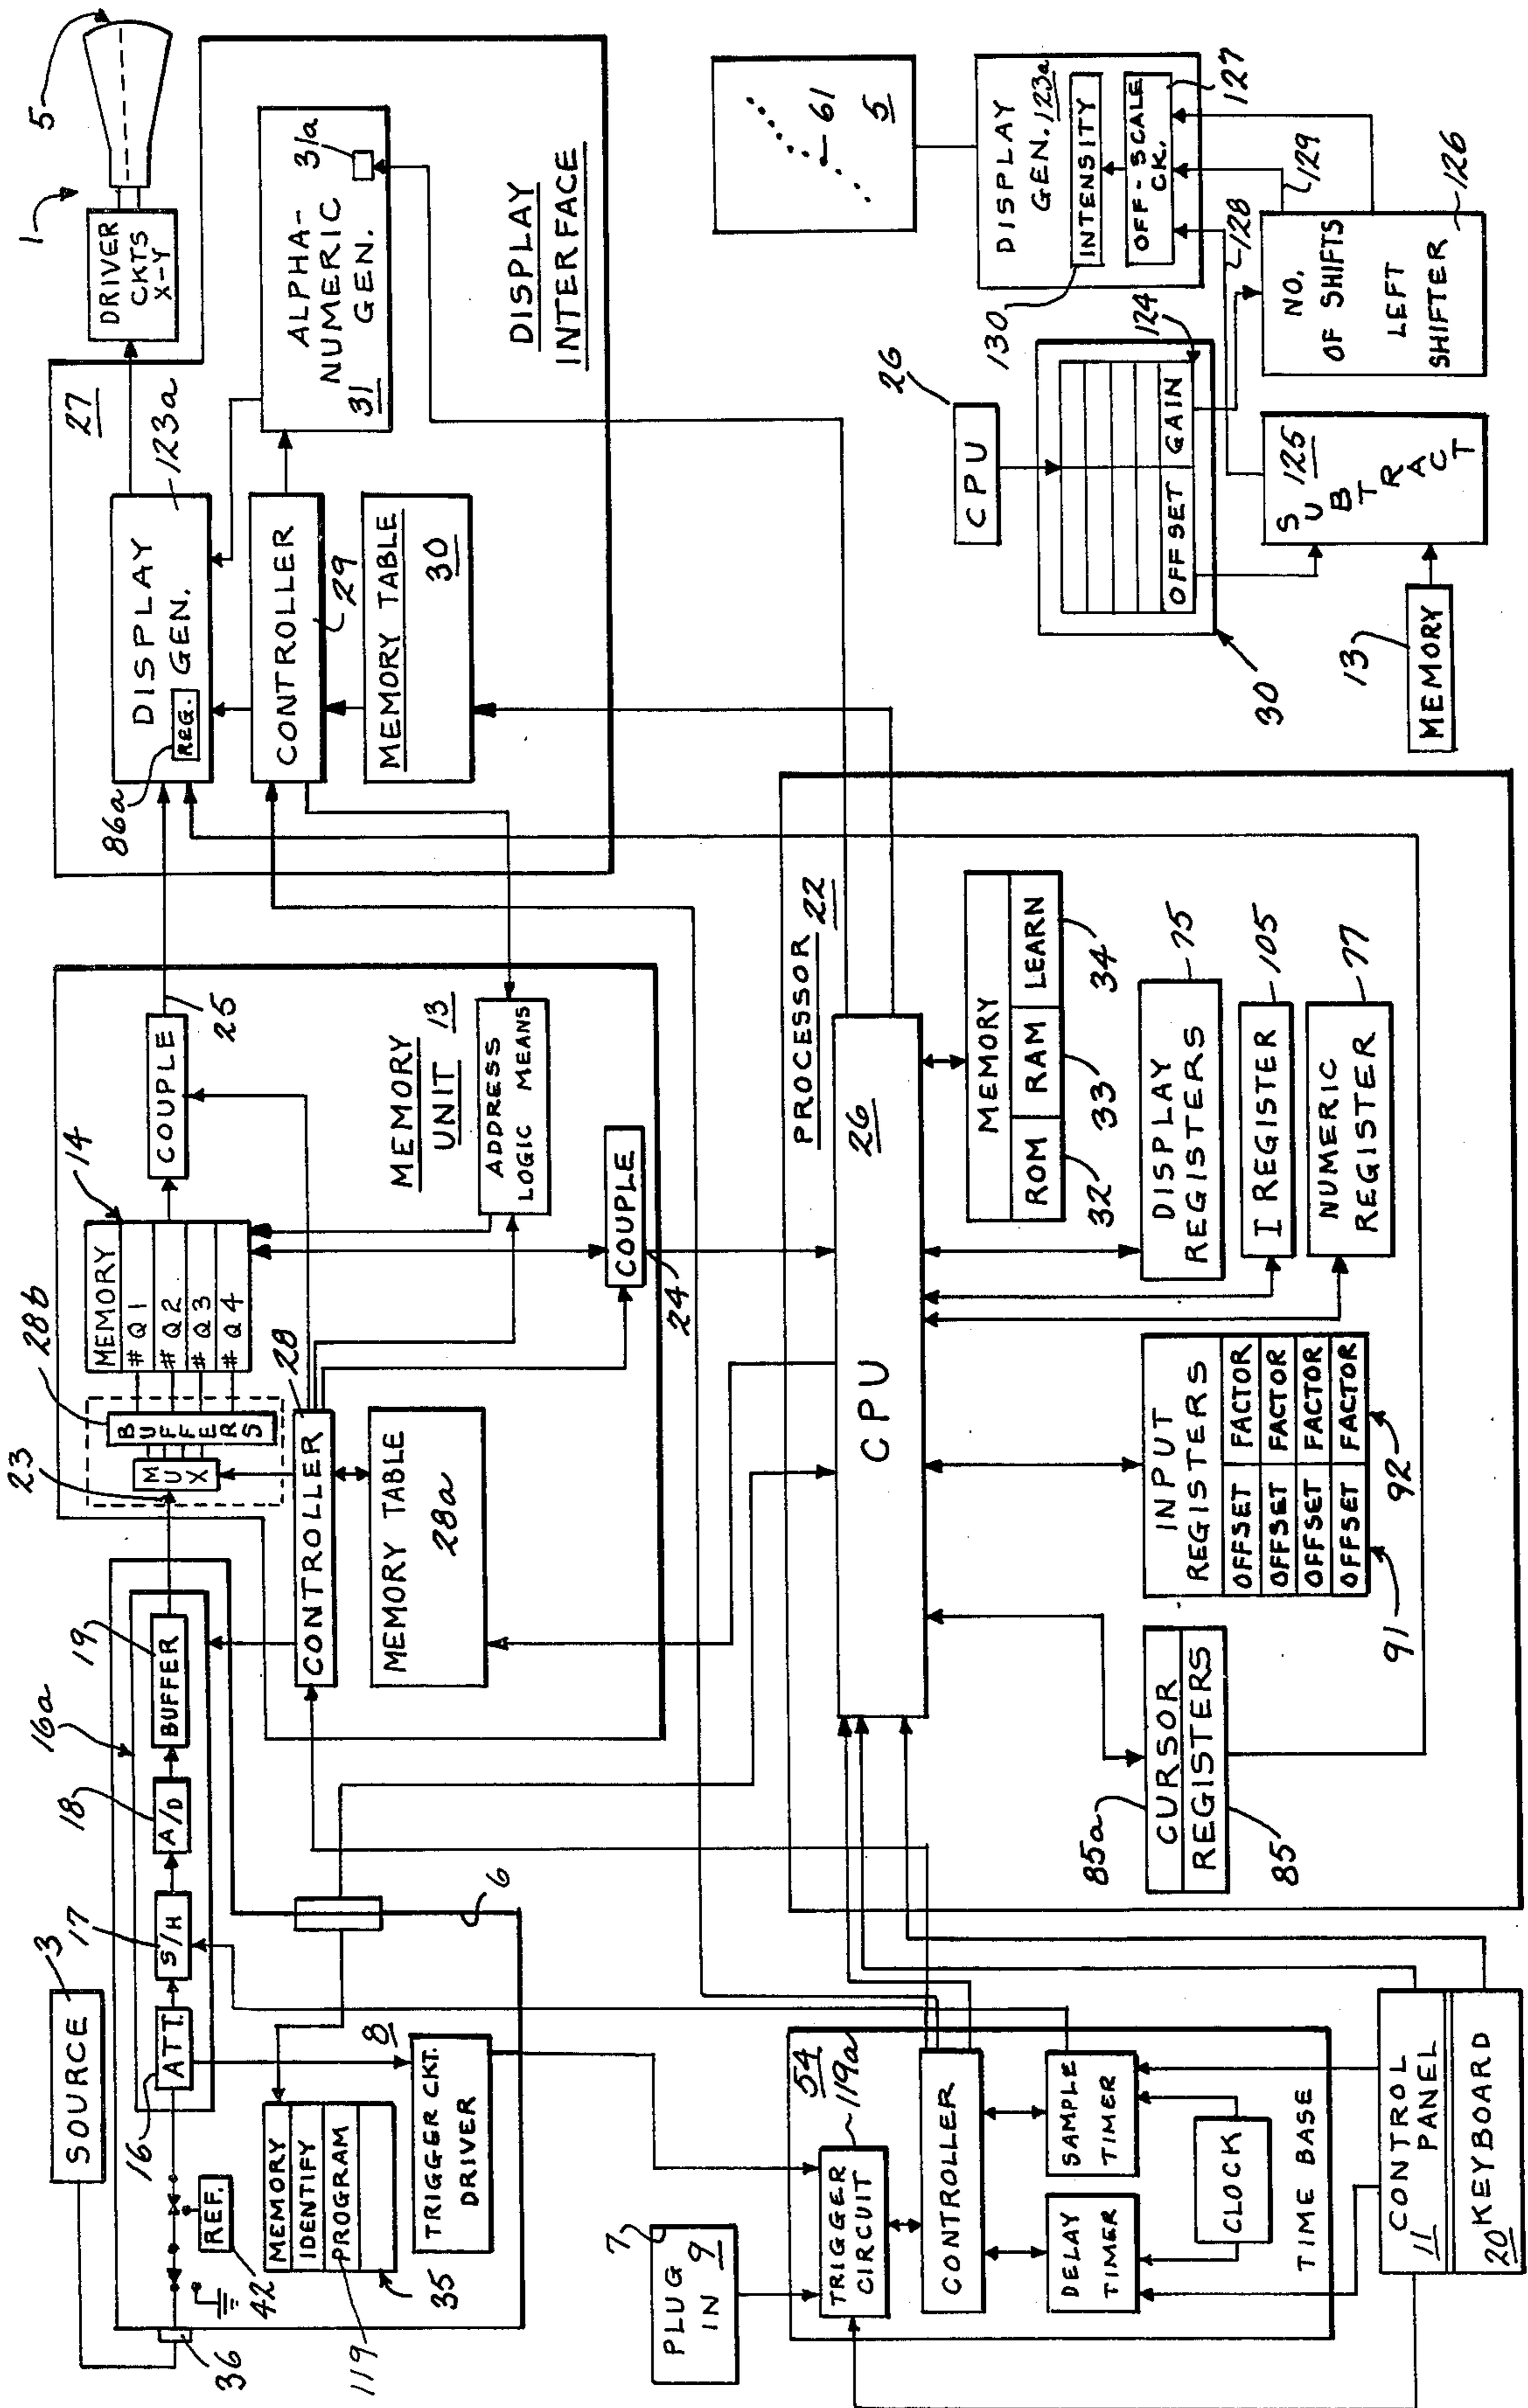 SOURCE
3
17
16a
18
19
16
ATT.
S/H
A/D
BUFFER
36
42
REF.
MEMORY
IDENTIFY
PROGRAM
119
35
8
TRIGGER CKT.
DRIVER
6
23
28b
MUX
BUFFERS
14
MEMORY
# Q1
# Q2
# Q3
# Q4
COUPLE
25
CONTROLLER
28
MEMORY TABLE
28a
MEMORY
UNIT 13
ADDRESS
LOGIC MEANS
COUPLE
24
27
123a
DISPLAY
GEN.
REG.
86a
CONTROLLER
29
MEMORY TABLE
30
ALPHA-
NUMERIC
GEN.
31
31a
DISPLAY
INTERFACE
DRIVER
CKTS
X-Y
1
5
7
PLUG
IN 9
54
119a
TRIGGER
CIRCUIT
CONTROLLER
DELAY
TIMER
SAMPLE
TIMER
CLOCK
TIME BASE
CONTROL
PANEL
11
20 KEYBOARD
PROCESSOR 22
CPU
26
85a
CURSOR
REGISTERS
85
INPUT
REGISTERS
OFFSET FACTOR
OFFSET FACTOR
OFFSET FACTOR
OFFSET FACTOR
91
92
MEMORY
ROM RAM LEARN
32
33
34
DISPLAY
REGISTERS
75
I REGISTER
105
NUMERIC
REGISTER
77
CPU
26
OFFSET GAIN
124
30
13
MEMORY
SUBTRACT
125
NO.
OF SHIFTS
LEFT
SHIFTER
126
128
129
DISPLAY
GEN. 123a
INTENSITY
130
OFF-SCALE
CK.
127
61
5